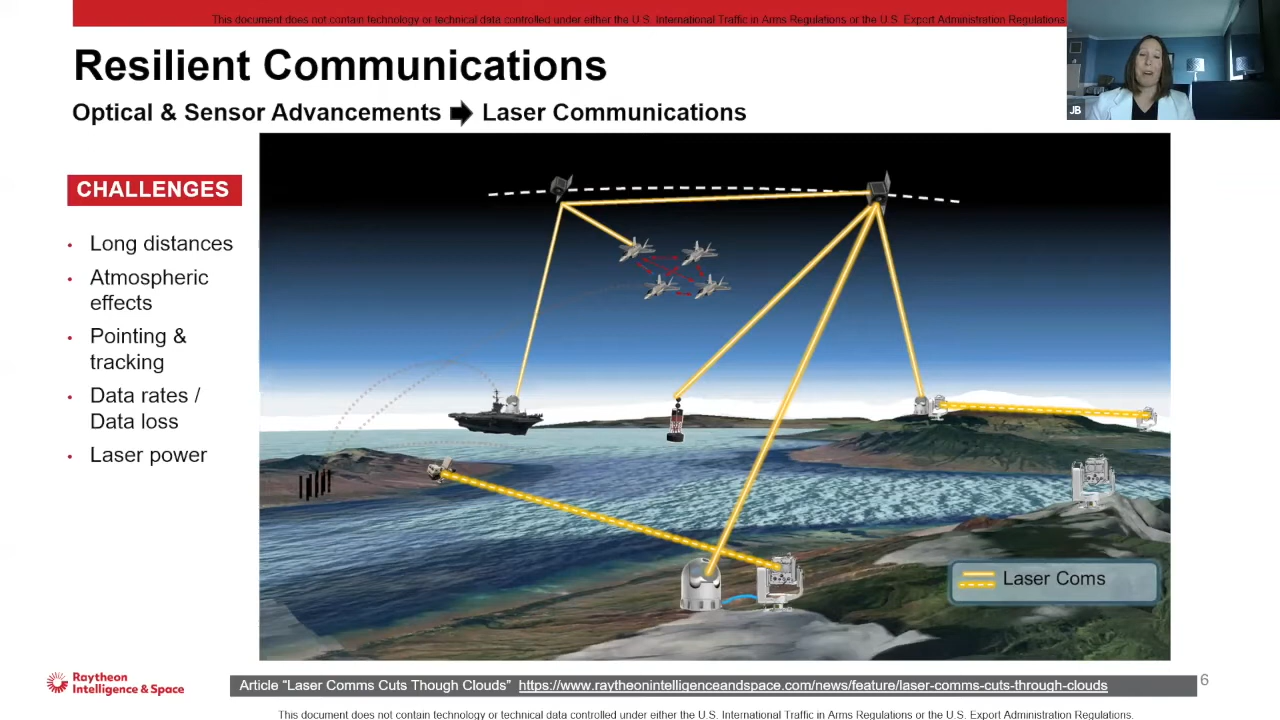 This document does not contain technology or technical data controlled under either the U.S. International Traffic in Arms Regulations or the U.S. Export Administration Regulations.
Resilient Communications
Optical & Sensor Advancements Laser Communications
JB
CHALLENGES
• Long distances
• Atmospheric
effects
• Pointing &
tracking
• Data rates /
Data loss
• Laser power
Laser Coms
Raytheon
Intelligence & Space
Article “Laser Comms Cuts Though Clouds” https://www.raytheonintelligenceandspace.com/news/feature/laser-comms-cuts-through-clouds
6
This document does not contain technology or technical data controlled under either the U.S. International Traffic in Arms Regulations or the U.S. Export Administration Regulations.